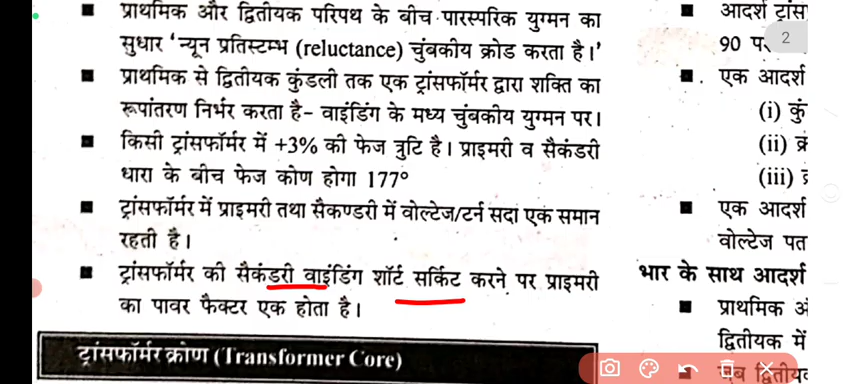 प्राथमिक और द्वितीयक परिपथ के बीच पारस्परिक युग्मन का
सुधार ‘न्यून प्रतिस्टम्भ (reluctance) चुंबकीय क्रोड करता है।’
प्राथमिक से द्वितीयक कुंडली तक एक ट्रांसफॉर्मर द्वारा शक्ति का
रूपांतरण निर्भर करता है- वाइंडिंग के मध्य चुंबकीय युग्मन पर।
किसी ट्रांसफॉर्मर में +3% की फेज त्रुटि है। प्राइमरी व सैकंडरी
धारा के बीच फेज कोण होगा 177°
ट्रांसफॉर्मर में प्राइमरी तथा सैकण्डरी में वोल्टेज/टर्न सदा एक समान
रहती है।
ट्रांसफॉर्मर की सैकंडरी वाइंडिंग शॉर्ट सर्किट करने पर प्राइमरी
का पावर फैक्टर एक होता है।
ट्रांसफॉर्मर क्रोण (Transformer Core)
आदर्श
90
2
एक आदर्श
(i)
(ii)
(iii)
एक आदर्श
वोल्टेज
भार के साथ आदर्श
प्राथमिक
द्वितीयक में